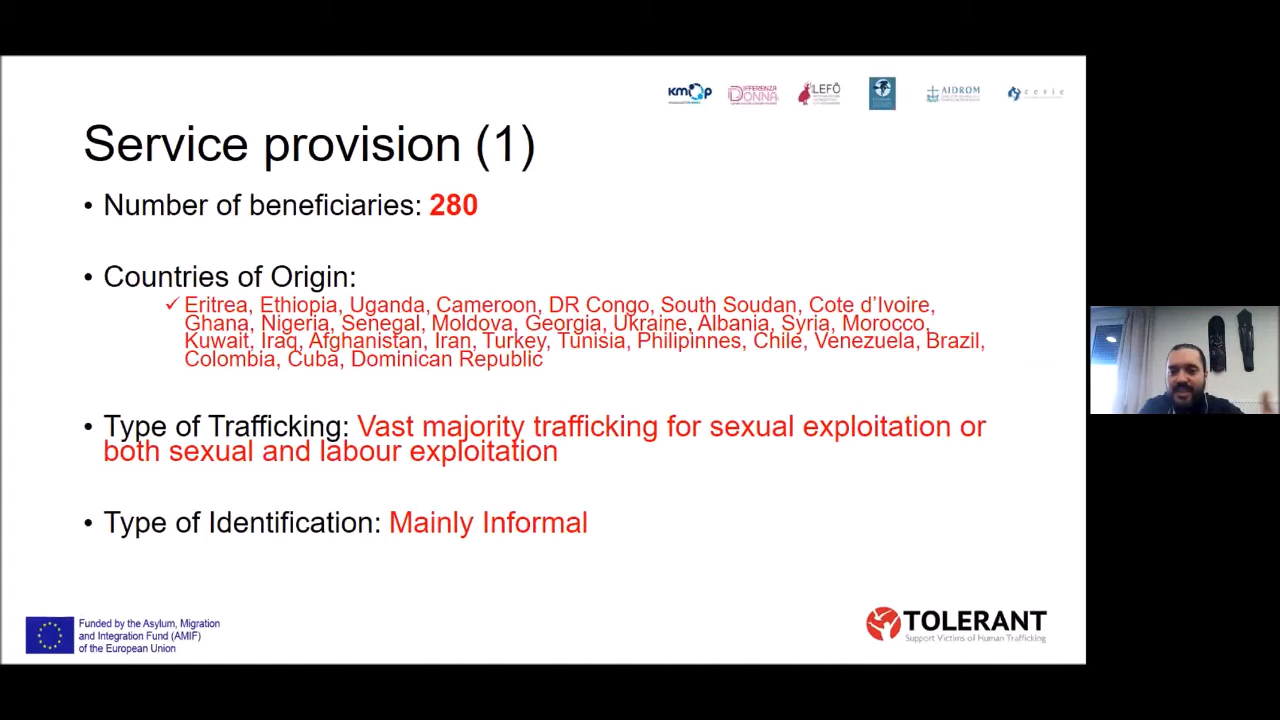 KMOP
DIFFERENZA
DONNA
LEFÖ
AIDROM
cesie
Service provision (1)
• Number of beneficiaries: 280
• Countries of Origin:
✓ Eritrea, Ethiopia, Uganda, Cameroon, DR Congo, South Soudan, Cote d’Ivoire,
Ghana, Nigeria, Senegal, Moldova, Georgia, Ukraine, Albania, Syria, Morocco,
Kuwait, Iraq, Afghanistan, Iran, Turkey, Tunisia, Philipinnes, Chile, Venezuela, Brazil,
Colombia, Cuba, Dominican Republic
• Type of Trafficking: Vast majority trafficking for sexual exploitation or
both sexual and labour exploitation
• Type of Identification: Mainly Informal
Funded by the Asylum, Migration
and Integration Fund (AMIF)
of the European Union
TOLERANT
Support Victims of Human Trafficking